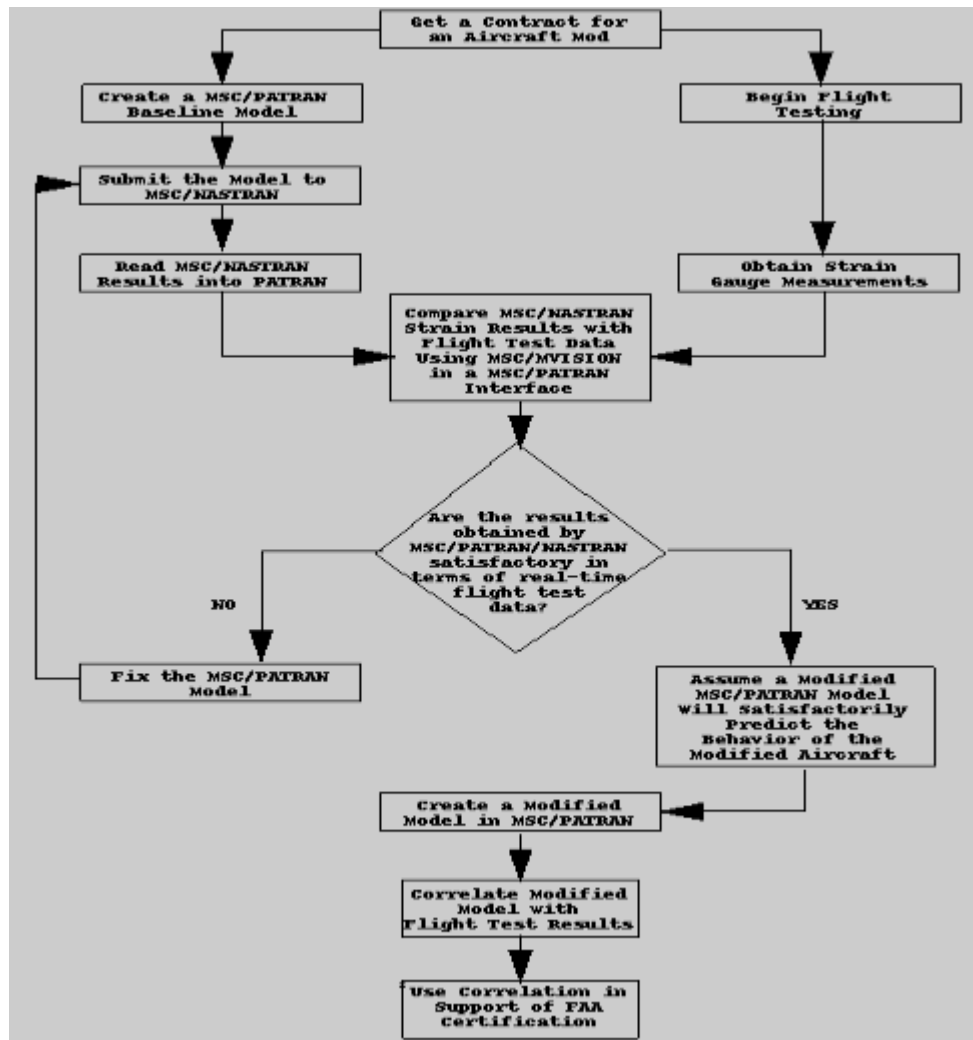 Get a Contract for
an Aircraft Mod
Create a MSC/PATRAN
Baseline Model
Begin Flight
Testing
Submit the Model to
MSC/NASTRAN
Read MSC/NASTRAN
Results into PATRAN
Obtain Strain
Gauge Measurements
Compare MSC/NASTRAN
Strain Results with
Flight Test Data
Using MSC/MVISION
in a MSC/PATRAN
Interface
Are the results
obtained by
MSC/PATRAN/NASTRAN
satisfactory in
terms of real-time
flight test
data?
NO
YES
Fix the MSC/PATRAN
Model
Assume a Modified
MSC/PATRAN Model
Will Satisfactorily
Predict the
Behavior of the
Modified Aircraft
Create a Modified
Model in MSC/PATRAN
Correlate Modified
Model with
Flight Test Results
Use Correlation in
Support of FAA
Certification